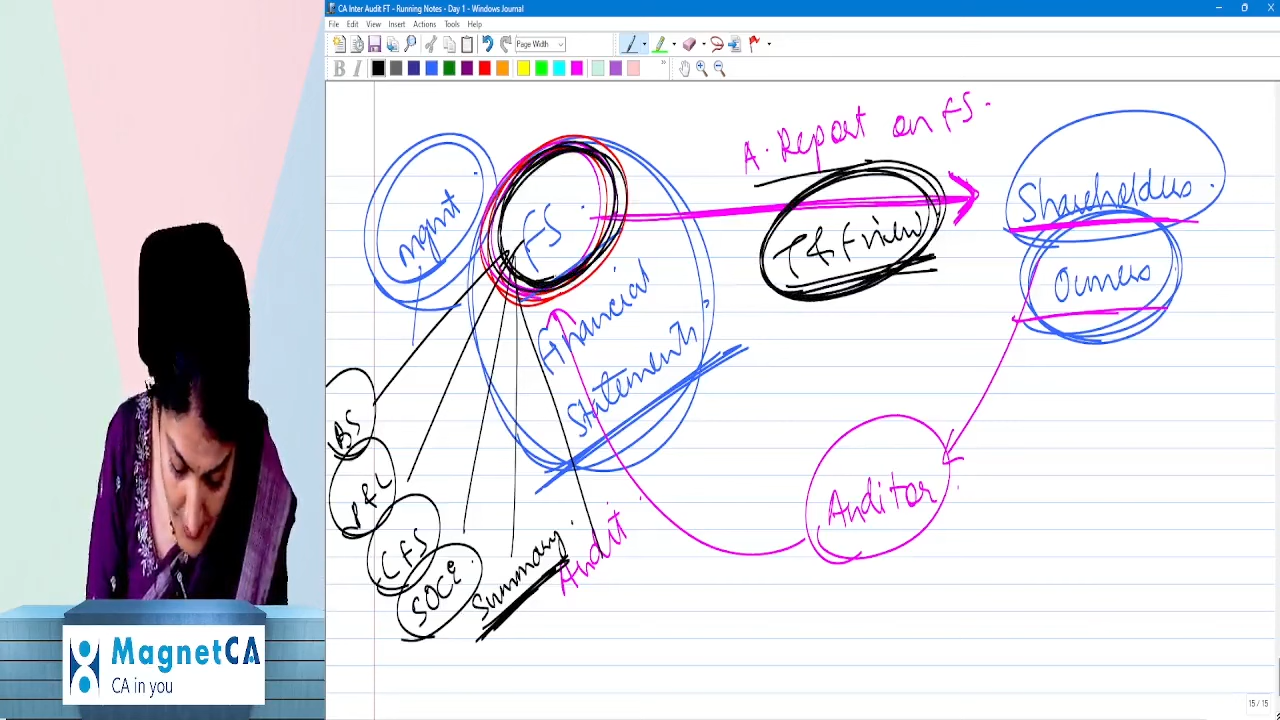 CA Inter Audit FT - Running Notes - Day 1 - Windows Journal
File Edit View Insert Actions Tools Help
Page Width
B I
A. Report on FS.
mgmt
FS
T & F view
Shareholders
Owners
Financial
Statements
BS
P&L
CFS
SOCE
Summary
Audit
Auditor
MagnetCA
CA in you
15 / 15